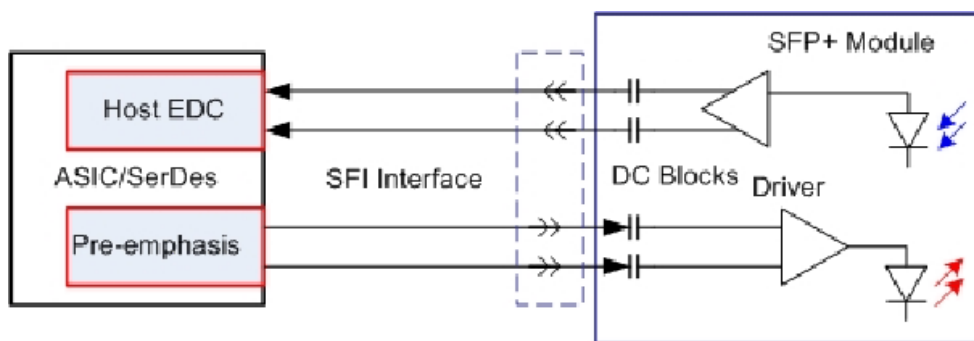 SFP+ Module
Host EDC
ASIC/SerDes
SFI Interface
DC Blocks
Driver
Pre-emphasis